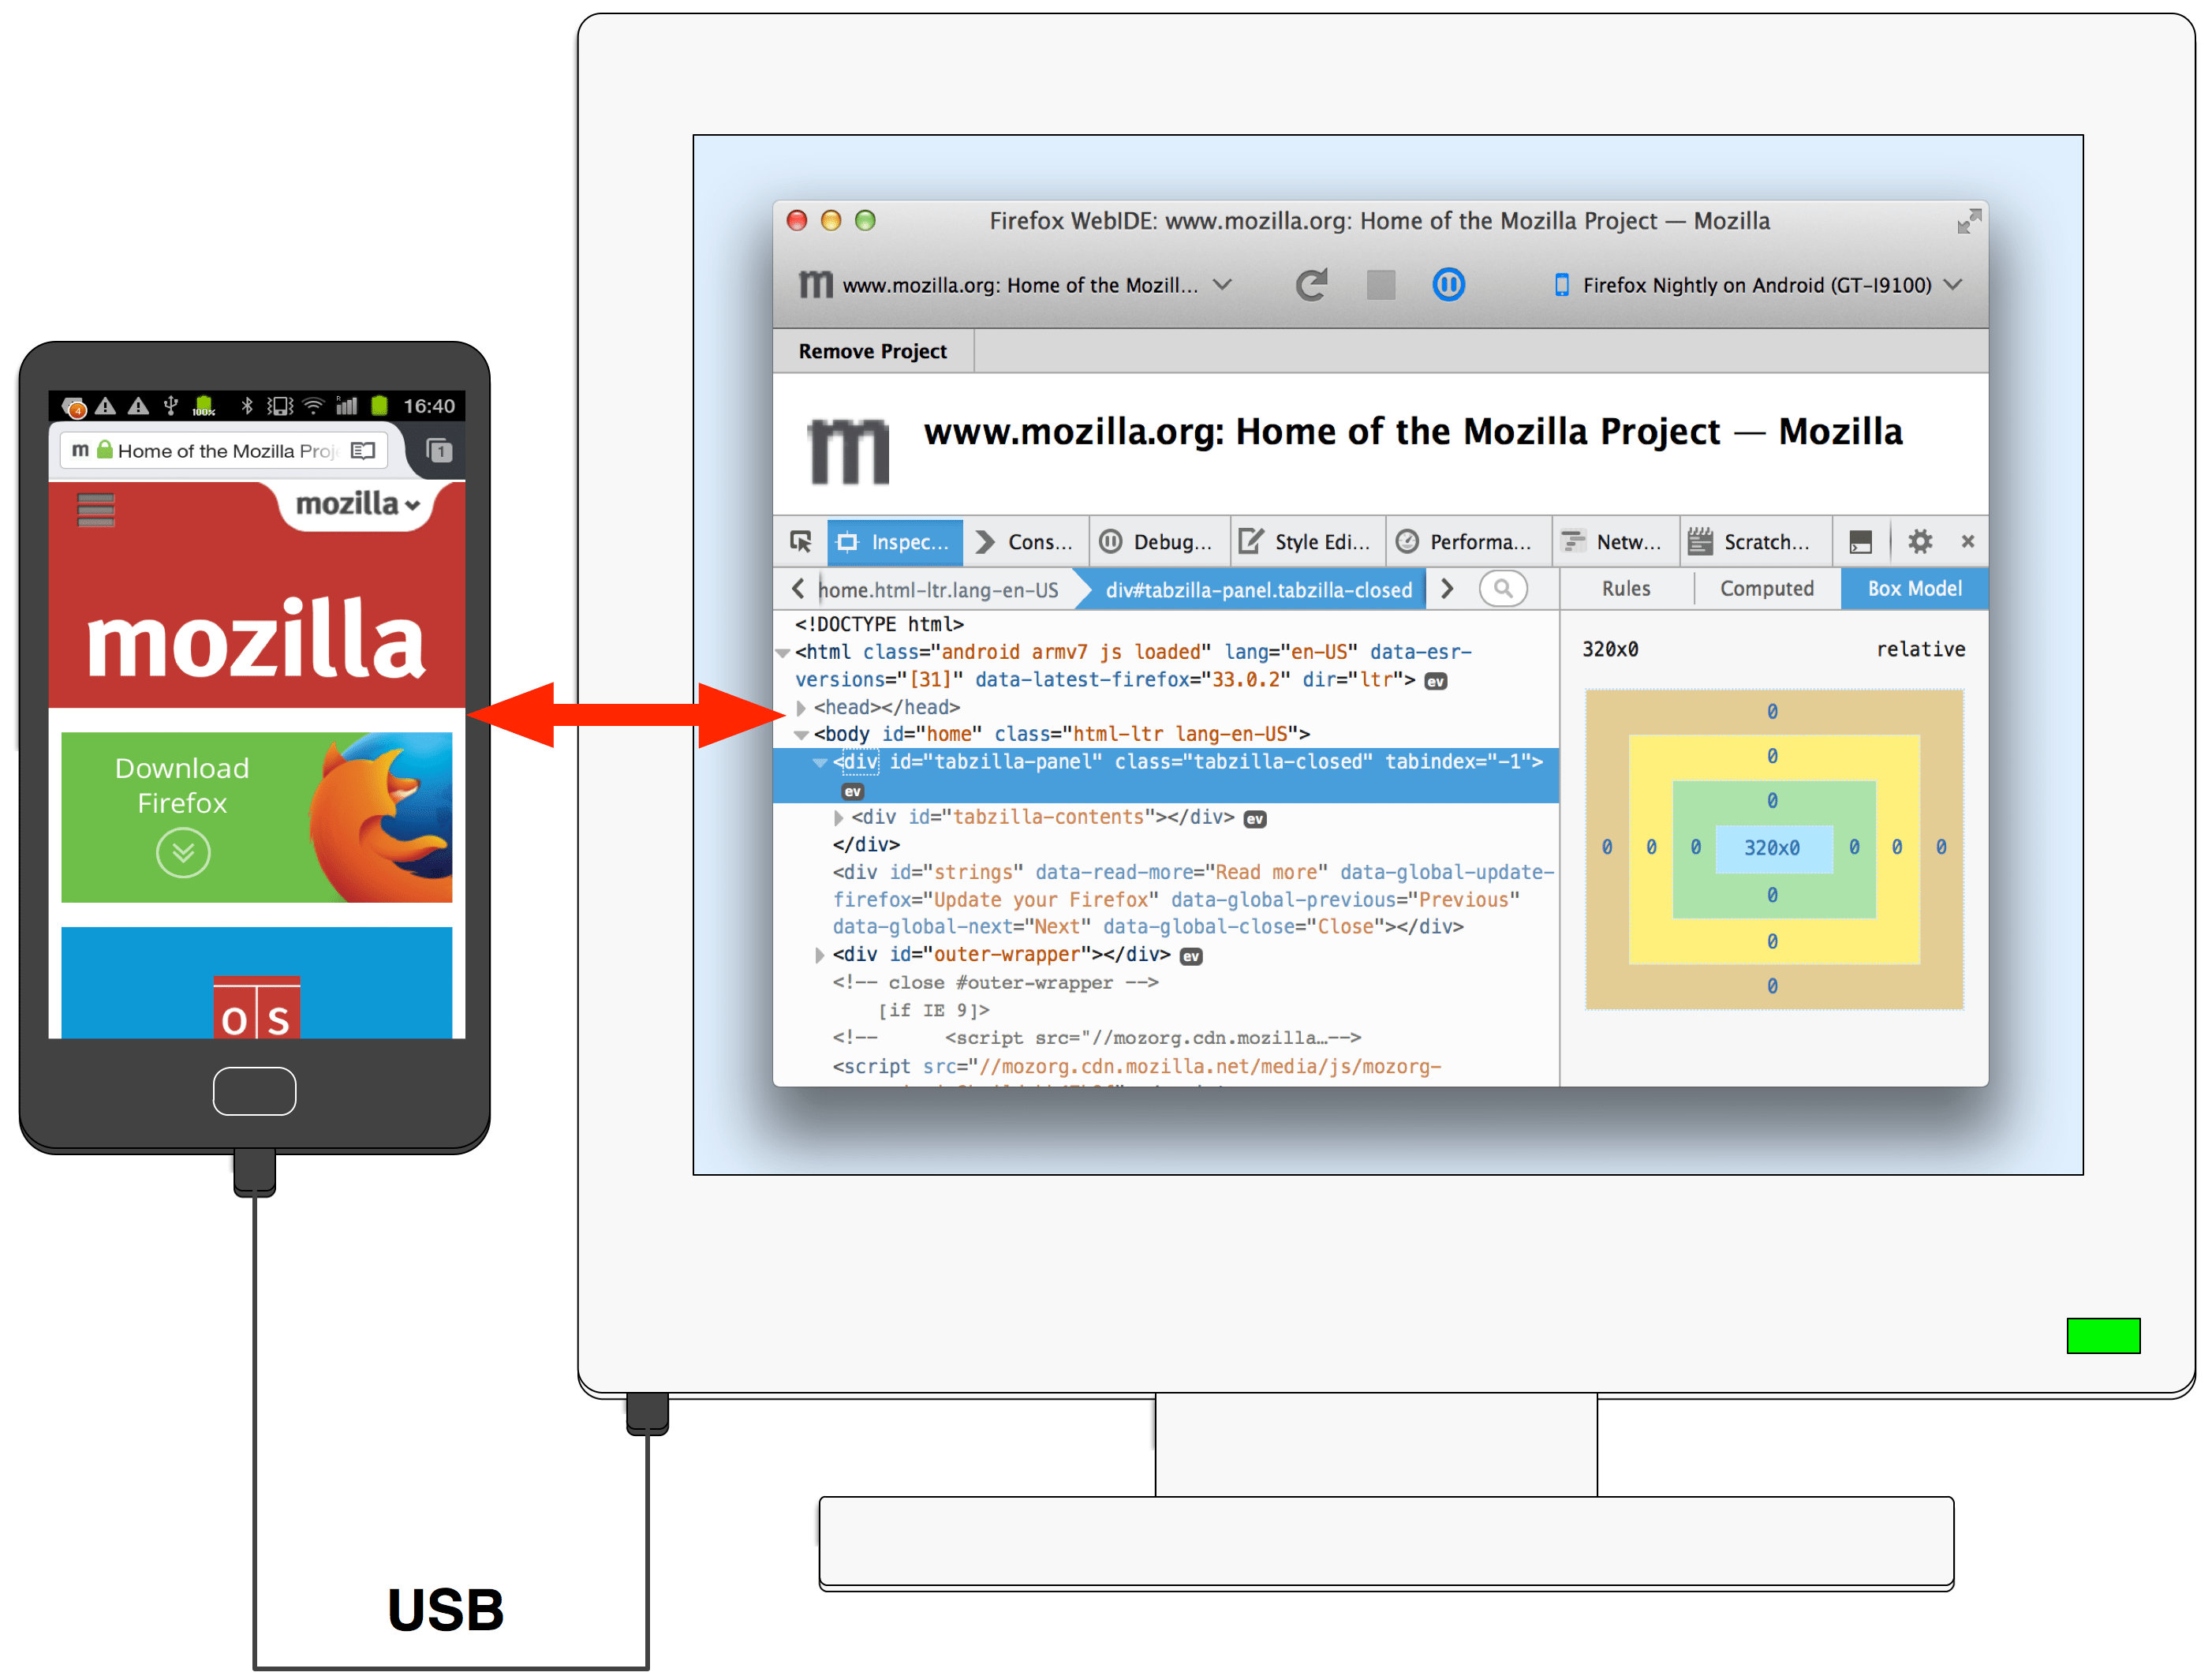 Firefox WebIDE: www.mozilla.org: Home of the Mozilla Project — Mozilla
m www.mozilla.org: Home of the Mozill...
Firefox Nightly on Android (GT-I9100)
Remove Project
m www.mozilla.org: Home of the Mozilla Project — Mozilla
Inspec... Cons... Debug... Style Edi... Performa... Netw... Scratch...
home.html-ltr.lang-en-US div#tabzilla-panel.tabzilla-closed
Rules Computed Box Model
<!DOCTYPE html>
<html class="android armv7 js loaded" lang="en-US" data-esr-
versions="[31]" data-latest-firefox="33.0.2" dir="ltr"> ev
<head></head>
<body id="home" class="html-ltr lang-en-US">
<div id="tabzilla-panel" class="tabzilla-closed" tabindex="-1">
ev
<div id="tabzilla-contents"></div> ev
</div>
<div id="strings" data-read-more="Read more" data-global-update-
firefox="Update your Firefox" data-global-previous="Previous"
data-global-next="Next" data-global-close="Close"></div>
<div id="outer-wrapper"></div> ev
<!-- close #outer-wrapper -->
[if IE 9]>
<!-- <script src="//mozorg.cdn.mozilla…-->
<script src="//mozorg.cdn.mozilla.net/media/js/mozorg-
320x0 relative
0
0
0
0 0 0 320x0 0 0 0
0
0
0
4 100% R 16:40
m Home of the Mozilla Proj
1
mozilla
mozilla
Download
Firefox
OS
USB